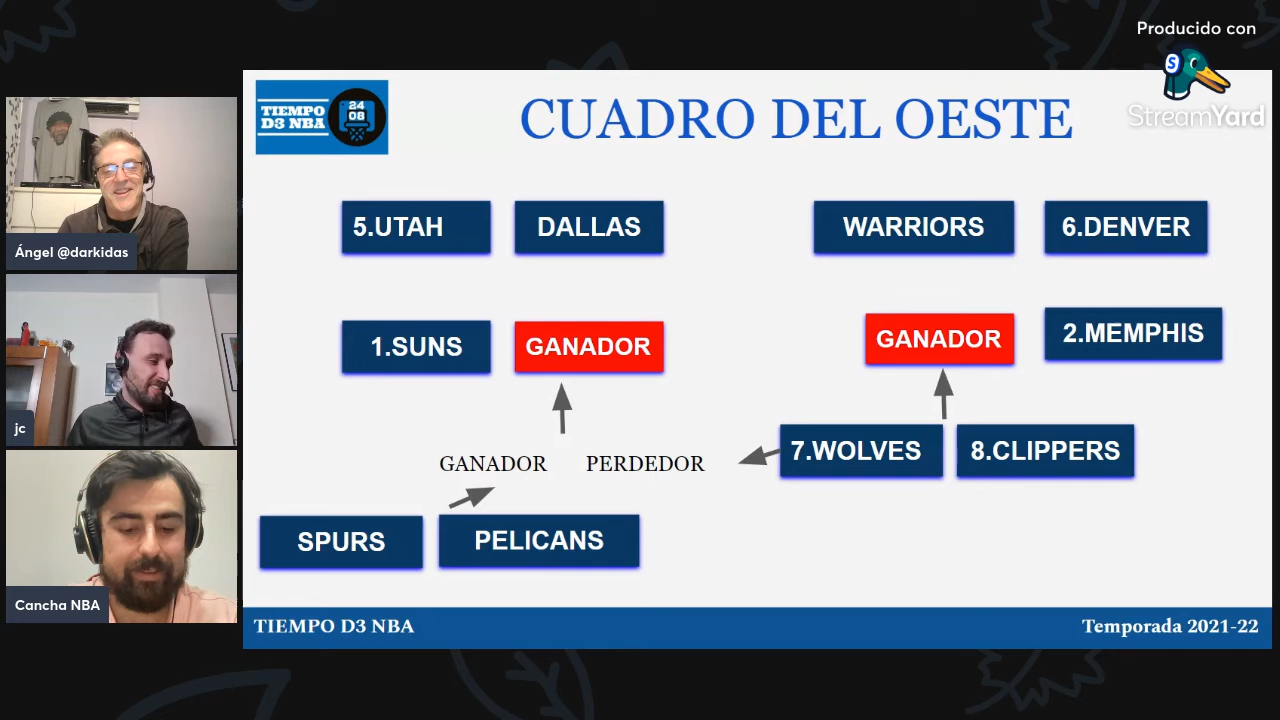 Producido con
StreamYard
TIEMPO
D3 NBA
24
08
CUADRO DEL OESTE
5.UTAH
DALLAS
WARRIORS
6.DENVER
1.SUNS
GANADOR
GANADOR
2.MEMPHIS
7.WOLVES
8.CLIPPERS
GANADOR
PERDEDOR
SPURS
PELICANS
TIEMPO D3 NBA
Temporada 2021-22
Ángel @darkidas
jc
Cancha NBA